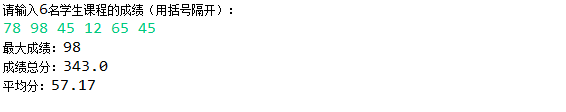 请输入6名学生课程的成绩（用括号隔开）：
78 98 45 12 65 45
最大成绩：98
成绩总分：343.0
平均分：57.17